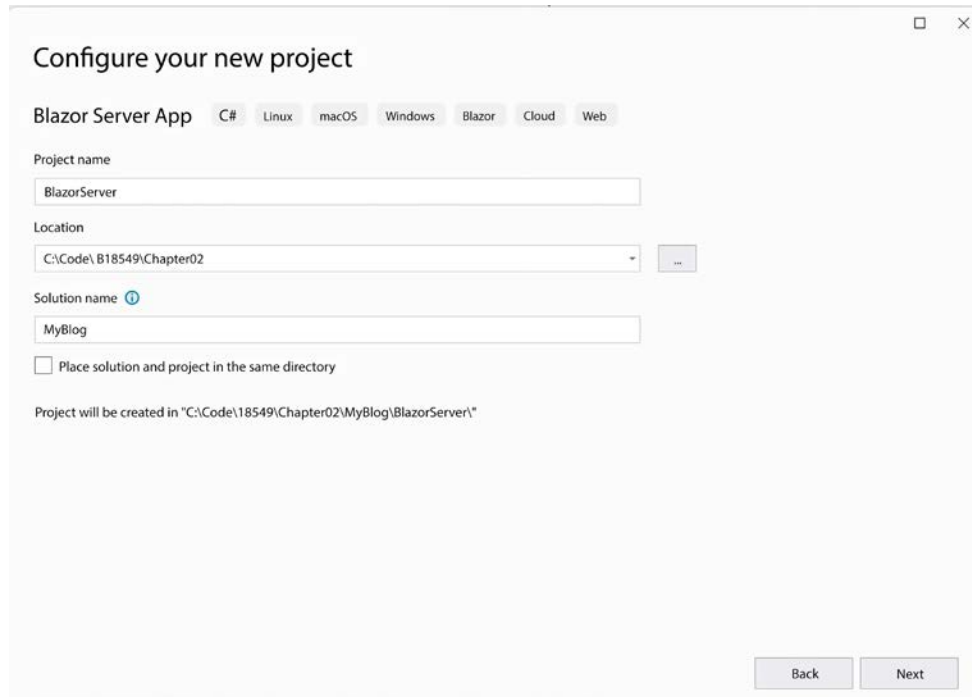 Configure your new project
Blazor Server App C# Linux macOS Windows Blazor Cloud Web
Project name
BlazorServer
Location
C:\Code\ B18549\Chapter02
...
Solution name
MyBlog
Place solution and project in the same directory
Project will be created in "C:\Code\18549\Chapter02\MyBlog\BlazorServer\"
Back Next